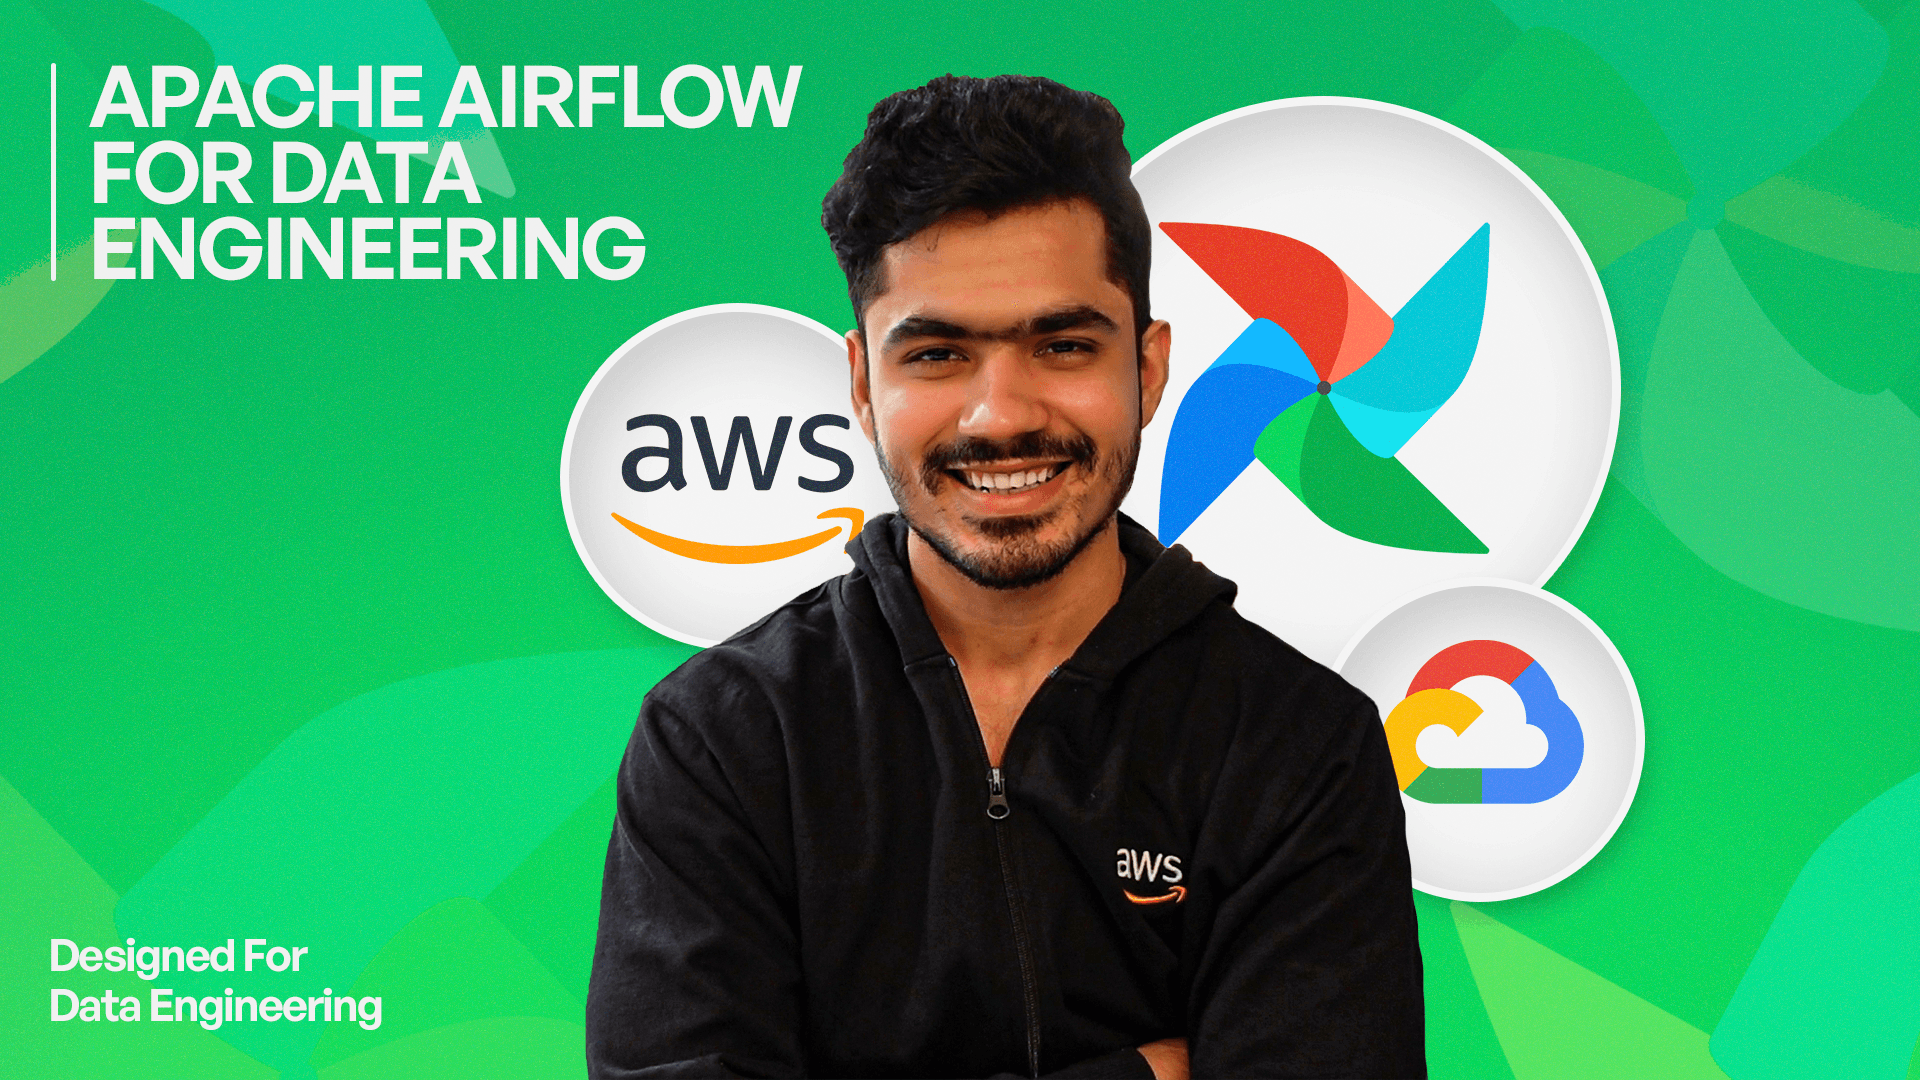 APACHE AIRFLOW
FOR DATA
ENGINEERING
aws
aws
Designed For
Data Engineering